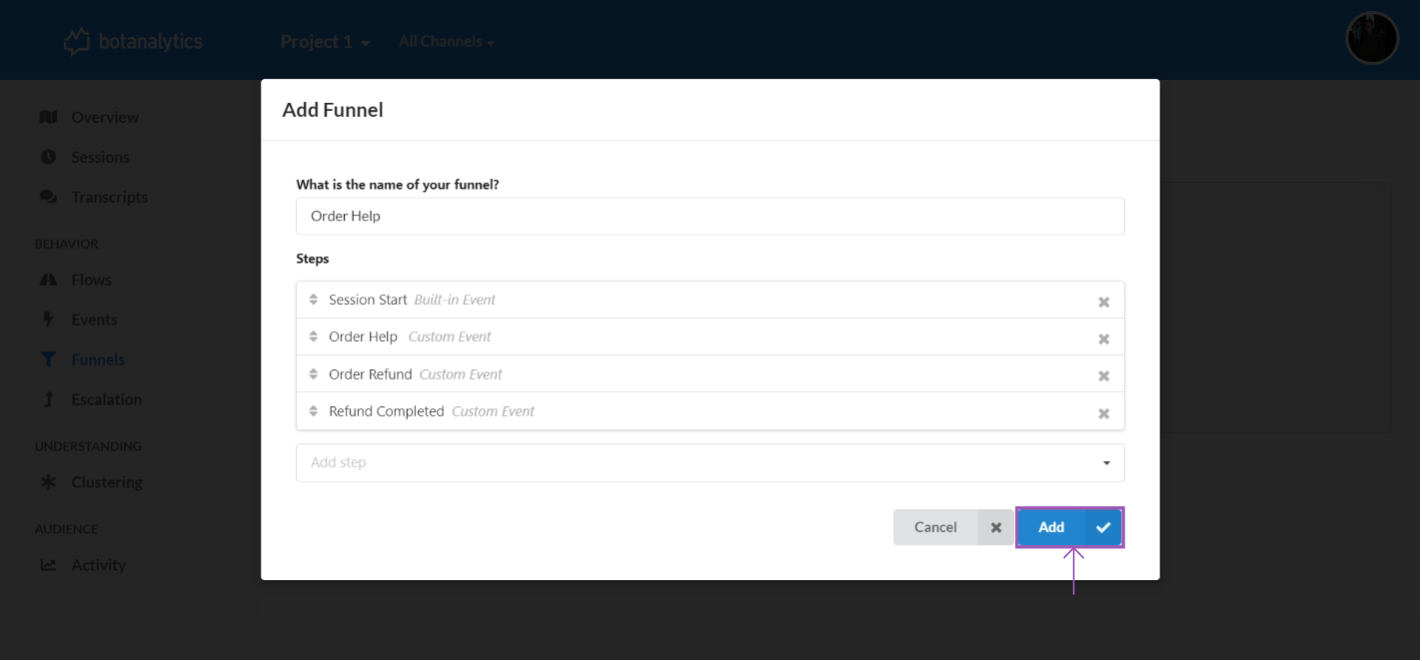 botanalytics
Project 1
All Channels
Overview
Sessions
Transcripts
BEHAVIOR
Flows
Events
Funnels
Escalation
UNDERSTANDING
Clustering
AUDIENCE
Activity
Add Funnel
What is the name of your funnel?
Order Help
Steps
Session Start Built-in Event
Order Help Custom Event
Order Refund Custom Event
Refund Completed Custom Event
Add step
Cancel
Add